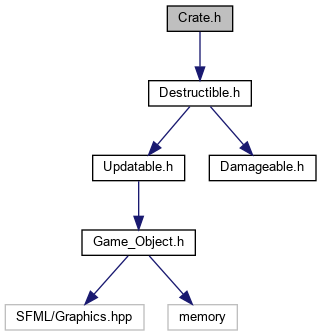 Crate.h
Destructible.h
Updatable.h
Damageable.h
Game_Object.h
SFML/Graphics.hpp
memory